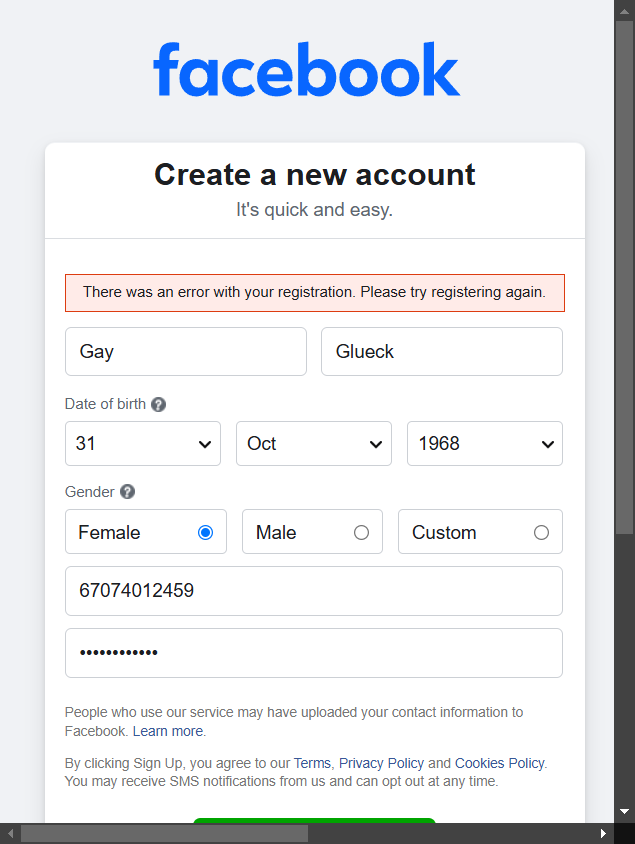 facebook
Create a new account
It's quick and easy.
There was an error with your registration. Please try registering again.
Gay Glueck
Date of birth ?
31 Oct 1968
Gender ?
Female Male Custom
67074012459
••••••••••••
People who use our service may have uploaded your contact information to
Facebook. Learn more.
By clicking Sign Up, you agree to our Terms, Privacy Policy and Cookies Policy.
You may receive SMS notifications from us and can opt out at any time.